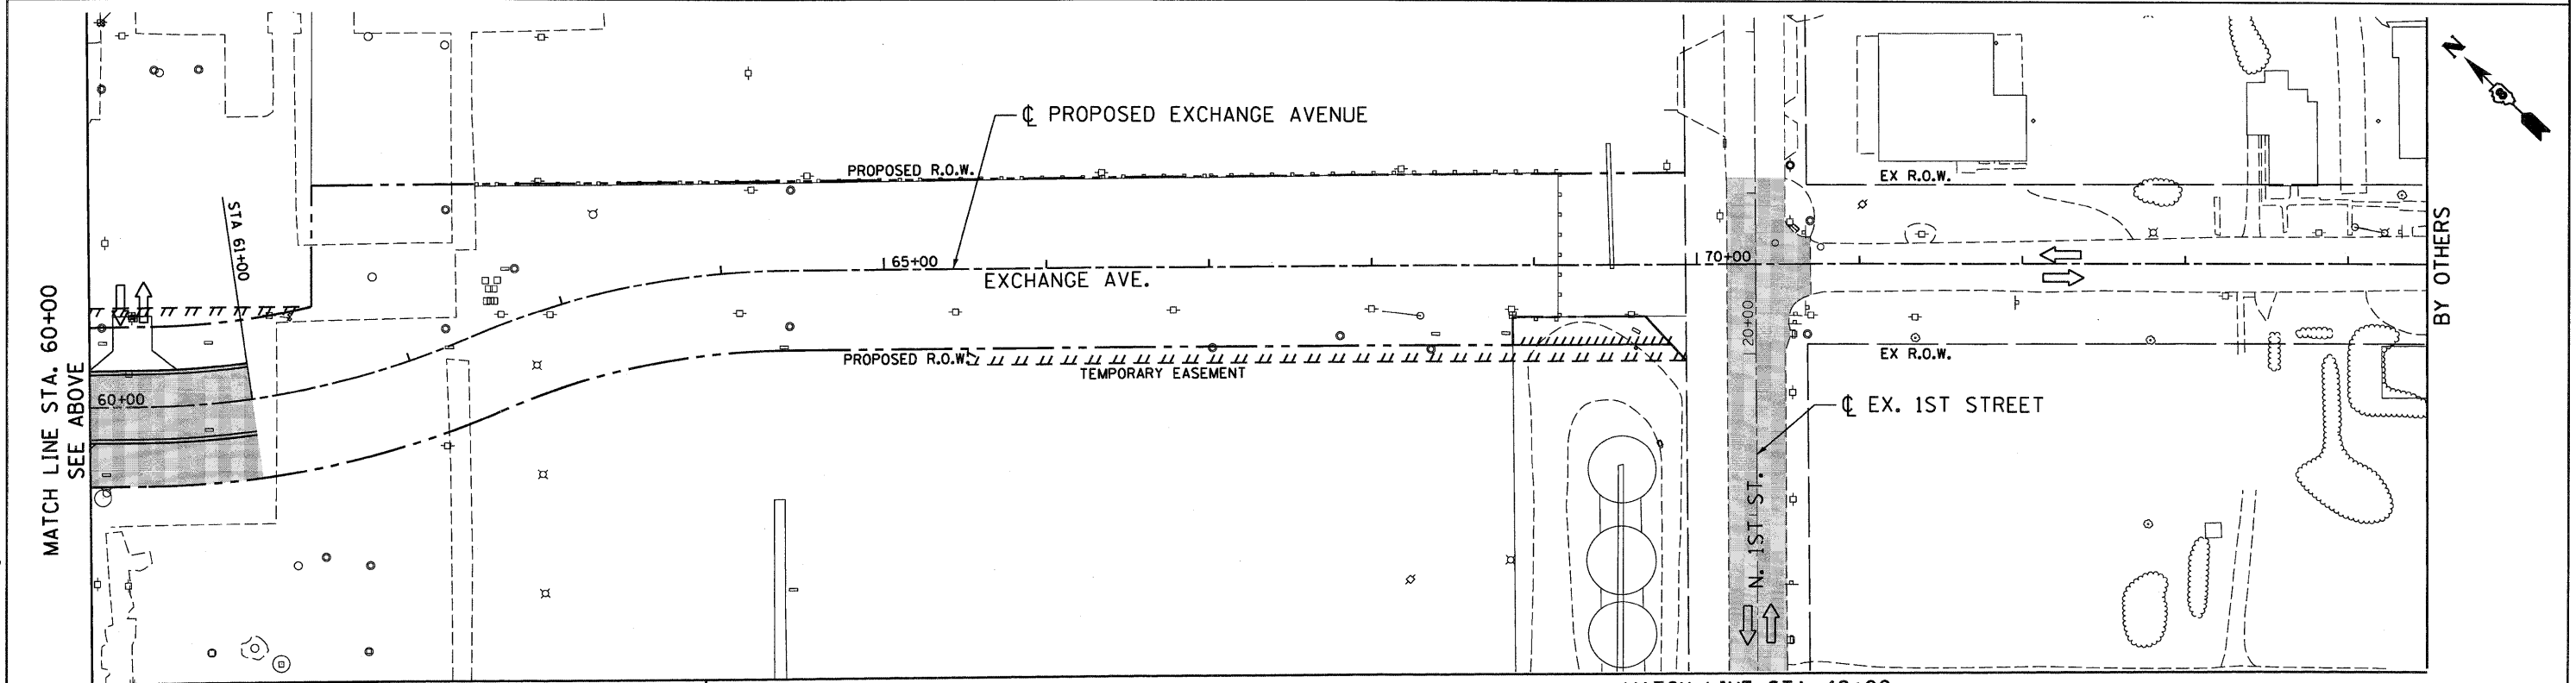 N
℄ PROPOSED EXCHANGE AVENUE
PROPOSED R.O.W.
EX R.O.W.
STA 61+00
65+00
70+00
EXCHANGE AVE.
MATCH LINE STA. 60+00
SEE ABOVE
BY OTHERS
20+00
PROPOSED R.O.W.
TEMPORARY EASEMENT
EX R.O.W.
60+00
℄ EX. 1ST STREET
N. 1ST ST.